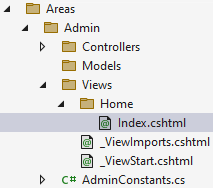 Areas
Admin
Controllers
Models
Views
Home
Index.cshtml
_ViewImports.cshtml
_ViewStart.cshtml
C# AdminConstants.cs